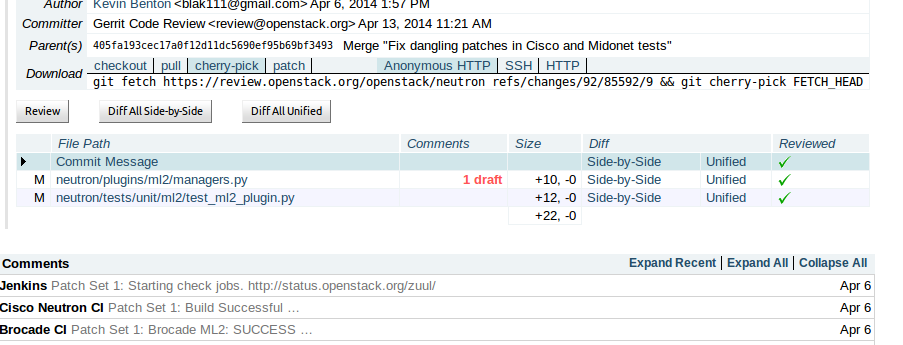 Author Kevin Benton <blak111@gmail.com> Apr 6, 2014 1:57 PM
Committer Gerrit Code Review <review@openstack.org> Apr 13, 2014 11:21 AM
Parent(s) 405fa193cec17a0f12d11dc5690ef95b69bf3493 Merge "Fix dangling patches in Cisco and Midonet tests"
Download checkout pull cherry-pick patch Anonymous HTTP SSH HTTP
git fetch https://review.openstack.org/openstack/neutron refs/changes/92/85592/9 && git cherry-pick FETCH_HEAD
Review Diff All Side-by-Side Diff All Unified
File Path Comments Size Diff Reviewed
Commit Message Side-by-Side Unified
M neutron/plugins/ml2/managers.py 1 draft +10, -0 Side-by-Side Unified
M neutron/tests/unit/ml2/test_ml2_plugin.py +12, -0 Side-by-Side Unified
+22, -0
Comments Expand Recent Expand All Collapse All
Jenkins Patch Set 1: Starting check jobs. http://status.openstack.org/zuul/ Apr 6
Cisco Neutron CI Patch Set 1: Build Successful ... Apr 6
Brocade CI Patch Set 1: Brocade ML2: SUCCESS ... Apr 6